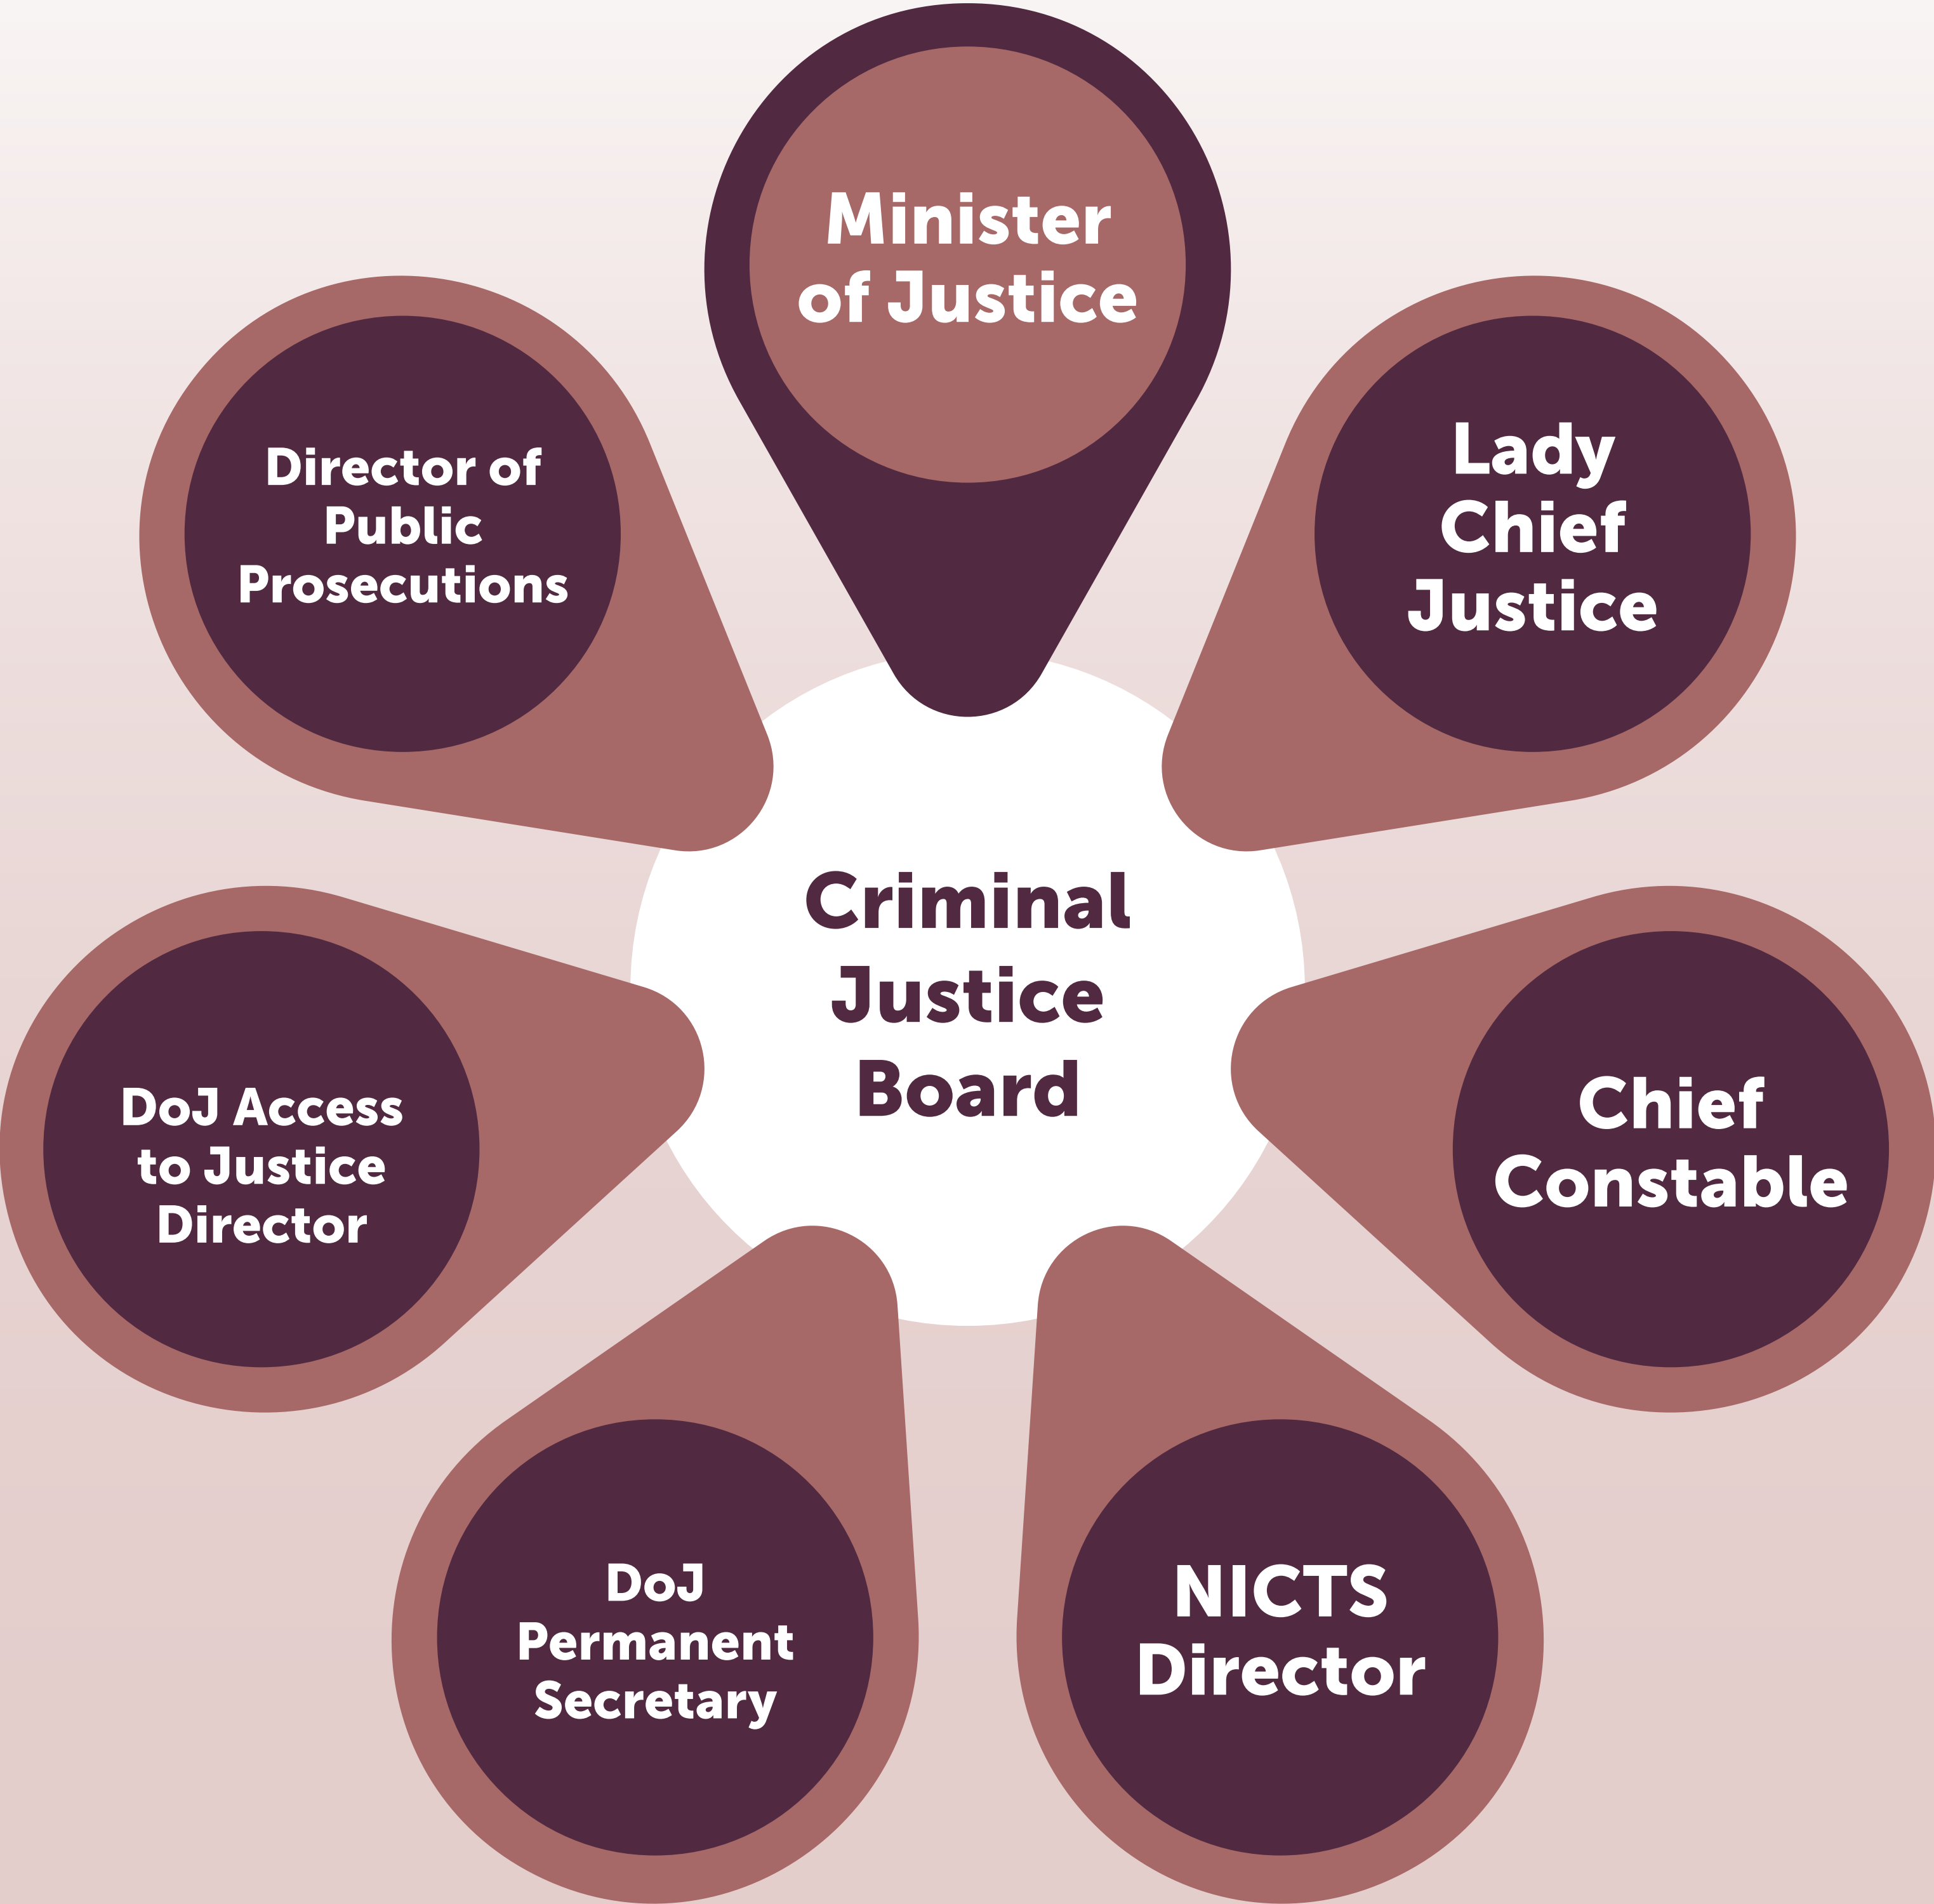 Minister
of Justice
Lady
Chief
Justice
Chief
Constable
NICTS
Director
DoJ
Permanent
Secretary
DoJ Access
to Justice
Director
Director of
Public
Prosecutions
Criminal
Justice
Board